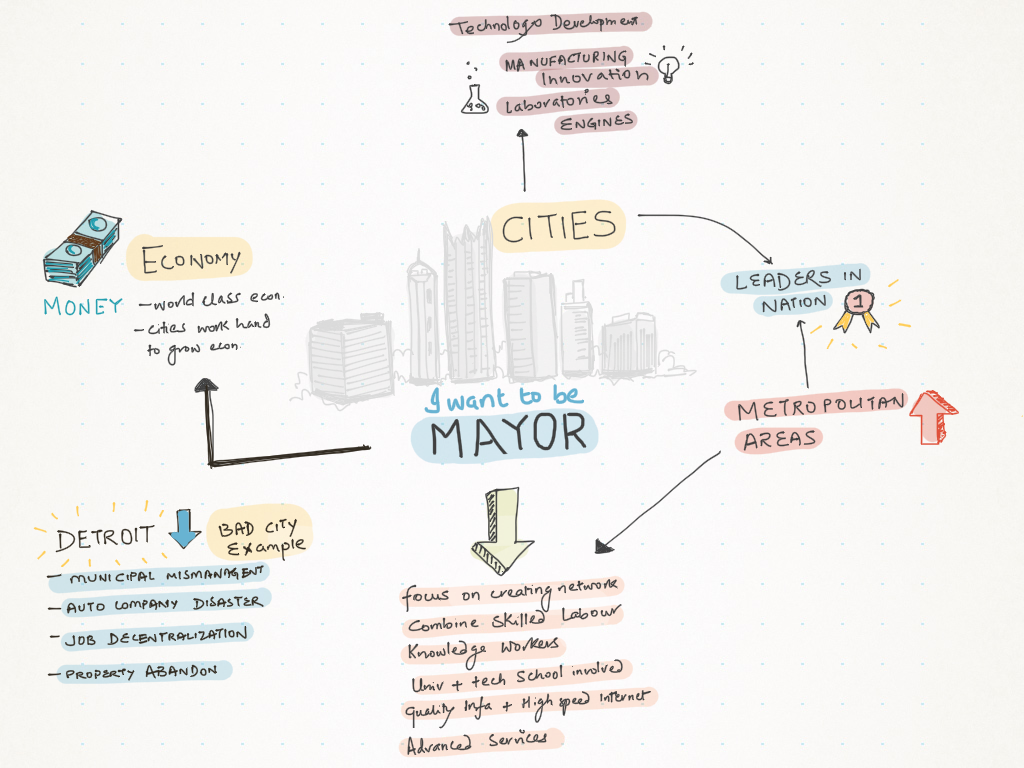 Technology Development
MANUFACTURING
Innovation
Laboratories
ENGINES
CITIES
ECONOMY
MONEY
– world class econ.
– cities work hand
to grow econ.
LEADERS IN
NATION
1
I want to be
MAYOR
METROPOLITAN
AREAS
DETROIT
BAD CITY
Example
– MUNICIPAL MISMANAGENT
– AUTO COMPANY DISASTER
– JOB DECENTRALIZATION
– PROPERTY ABANDON
focus on creating network
Combine Skilled Labour
Knowledge Workers
Univ + tech School involved
Quality Infa + High speed Internet
Advanced Services